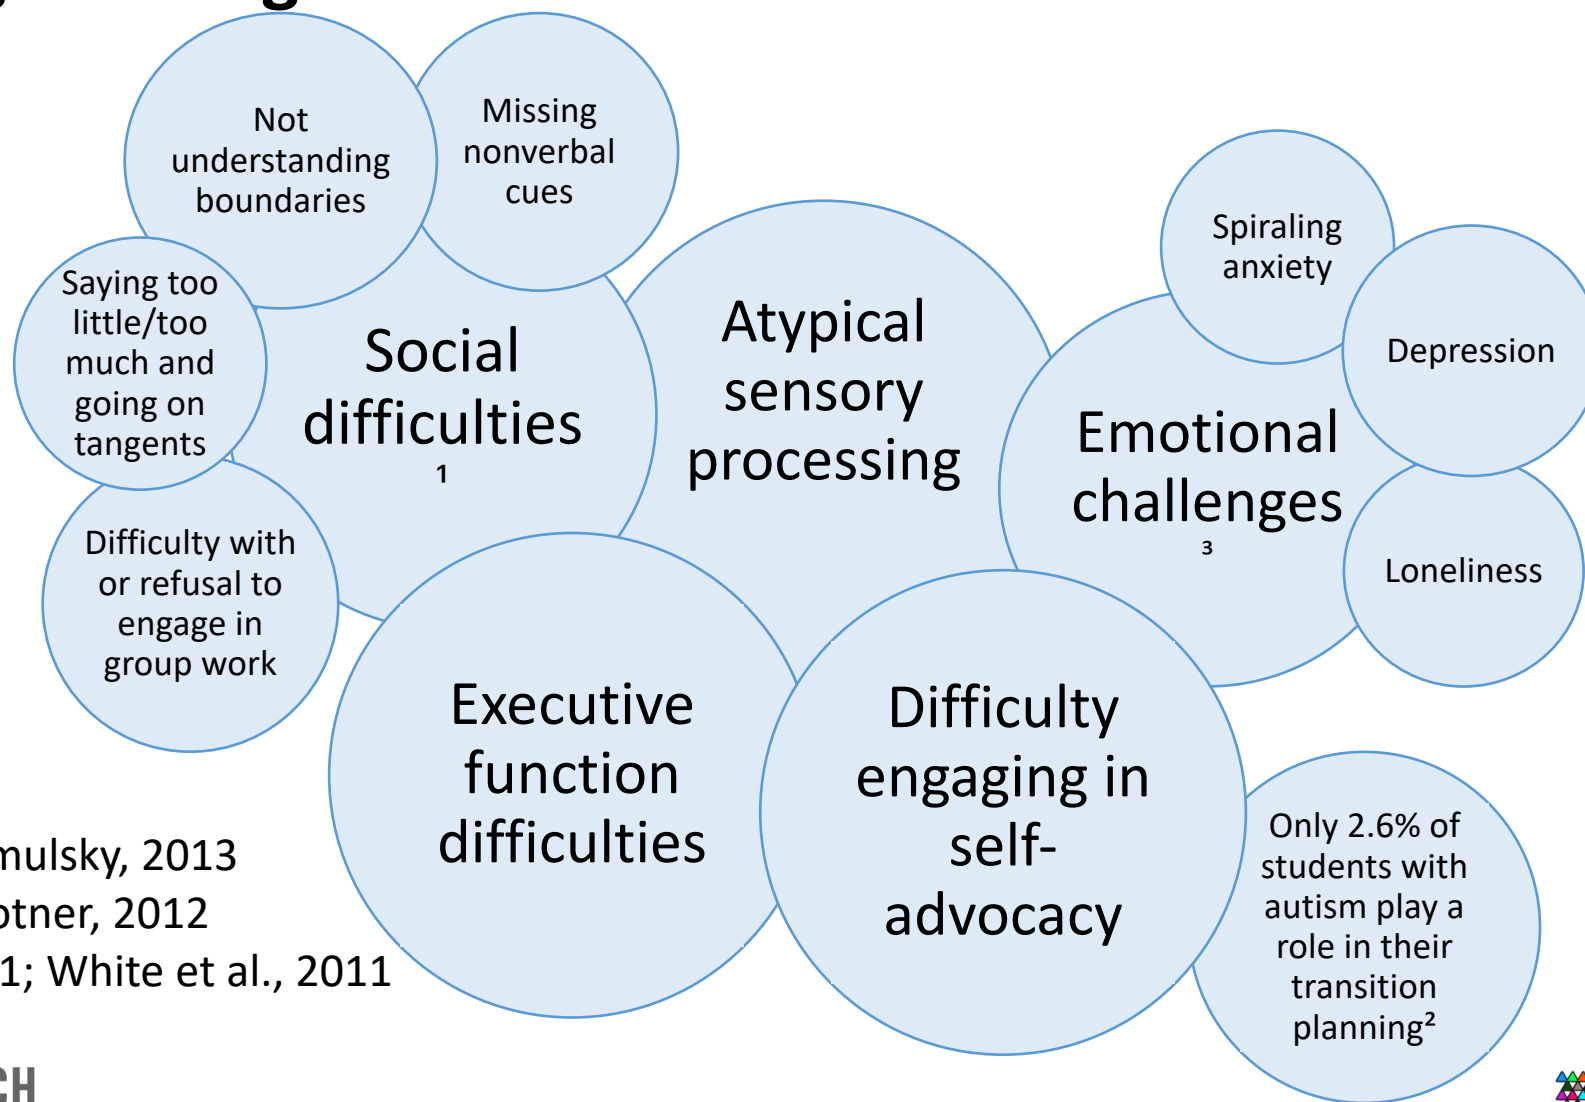 Not
understanding
boundaries
Missing
nonverbal
cues
Saying too
little/too
much and
going on
tangents
Difficulty with
or refusal to
engage in
group work
Social
difficulties
1
Atypical
sensory
processing
Spiraling
anxiety
Depression
Loneliness
Emotional
challenges
3
Executive
function
difficulties
Difficulty
engaging in
self-
advocacy
Only 2.6% of
students with
autism play a
role in their
transition
planning²
mulsky, 2013
otner, 2012
1; White et al., 2011
CH